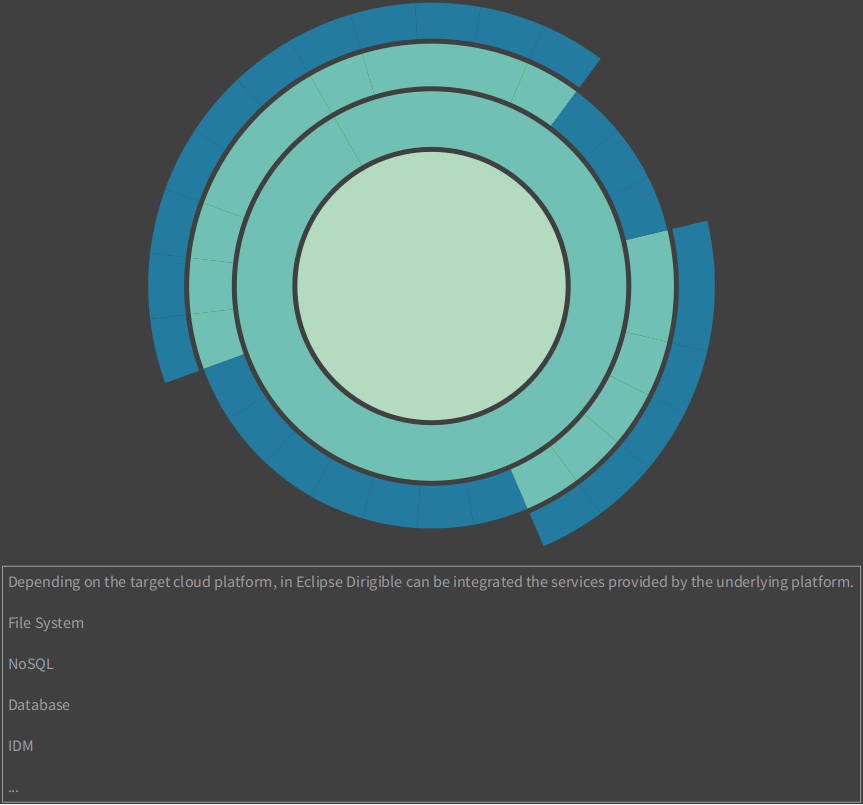 Depending on the target cloud platform, in Eclipse Dirigible can be integrated the services provided by the underlying platform.
File System
NoSQL
Database
IDM
...